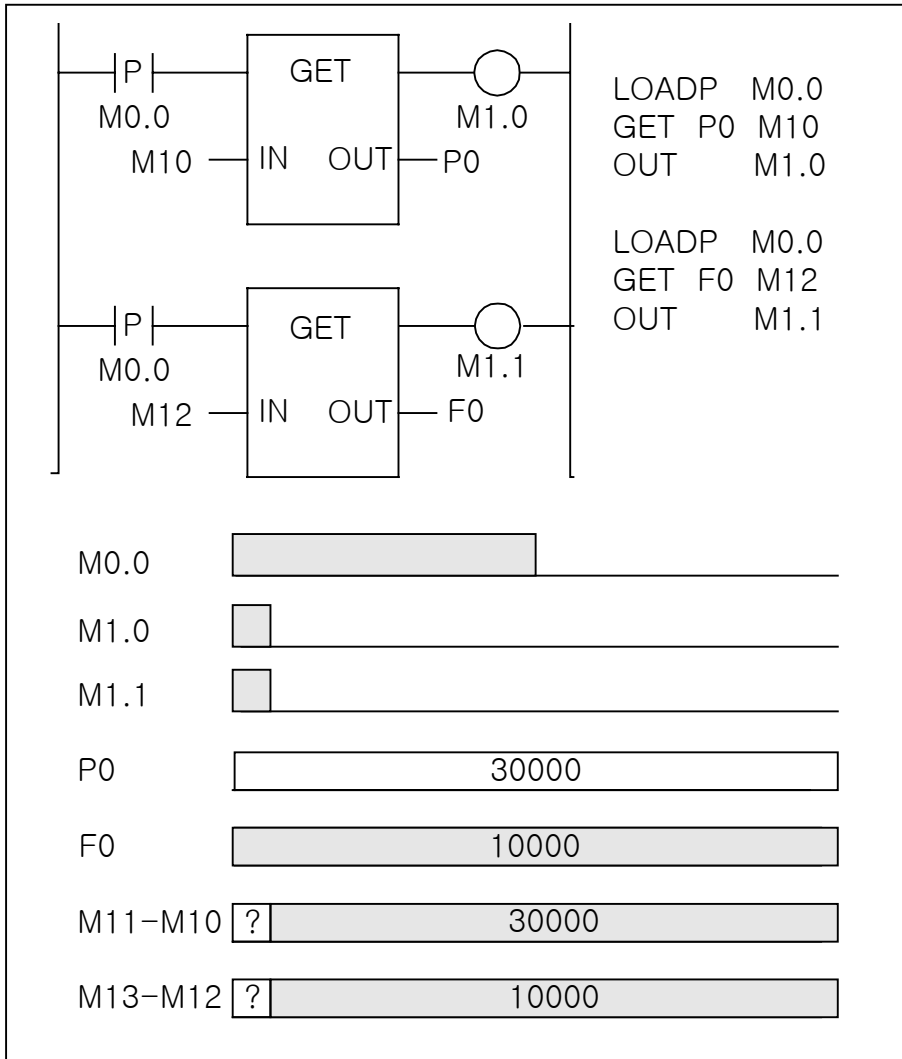 P GET
M0.0 M1.0
M10 IN OUT P0
LOADP M0.0
GET P0 M10
OUT M1.0
P GET
M0.0 M1.1
M12 IN OUT F0
LOADP M0.0
GET F0 M12
OUT M1.1
M0.0
M1.0
M1.1
P0 30000
F0 10000
M11-M10 ? 30000
M13-M12 ? 10000